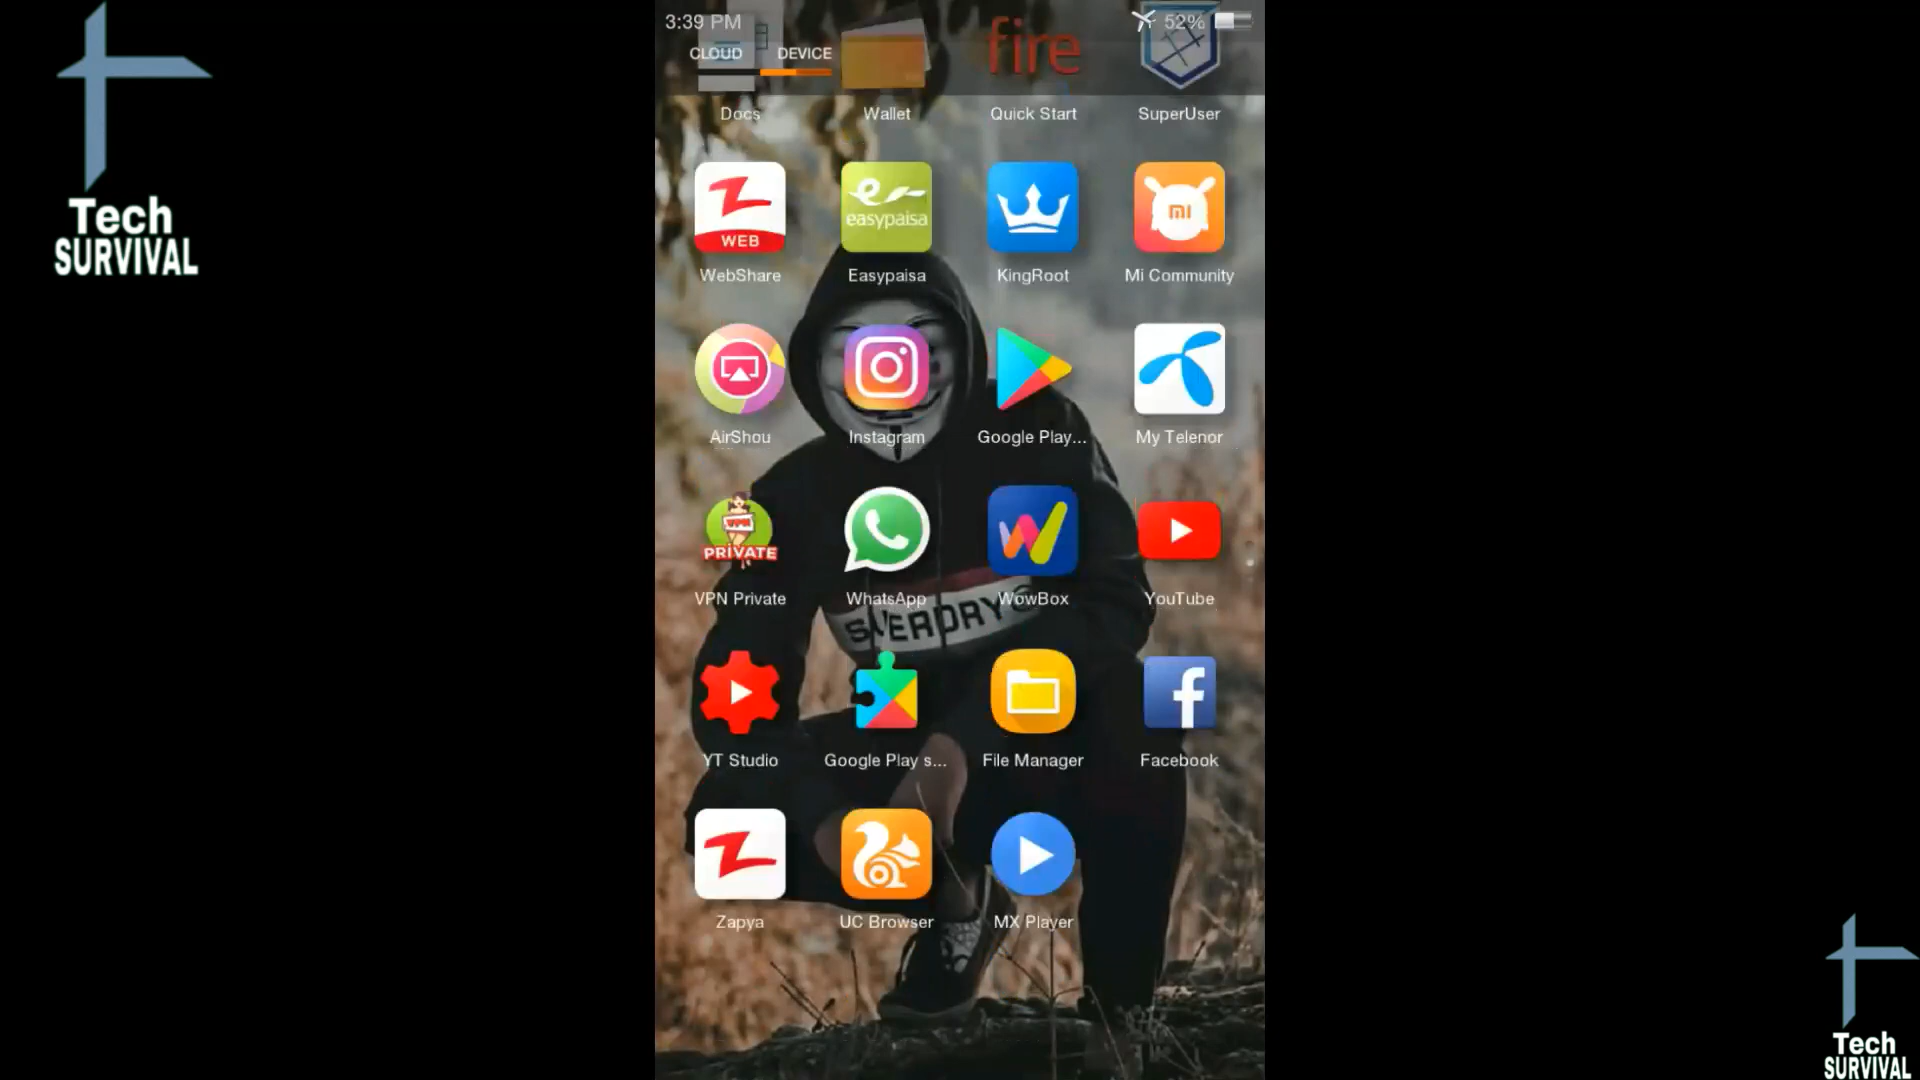 3:39 PM
52%
CLOUD DEVICE
fire
Docs Wallet Quick Start SuperUser
WEB
easypaisa
mi
WebShare Easypaisa KingRoot Mi Community
AirShou Instagram Google Play... My Telenor
VPN
PRIVATE
VPN Private WhatsApp WowBox YouTube
YT Studio Google Play s... File Manager Facebook
Zapya UC Browser MX Player
Tech
SURVIVAL
Tech
SURVIVAL